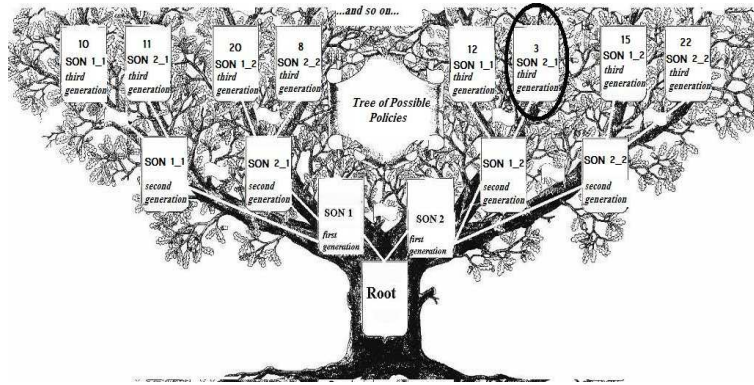 ...and so on...
10
SON 1_1
third
generation
11
SON 2_1
third
generation
20
SON 1_2
third
generation
8
SON 2_2
third
generation
12
SON 1_1
third
generation
3
SON 2_1
third
generation
15
SON 1_2
third
generation
22
SON 2_2
third
generation
Tree of Possible
Policies
SON 1_1
second
generation
SON 2_1
second
generation
SON 1_2
second
generation
SON 2_2
second
generation
SON 1
first
generation
SON 2
first
generation
Root